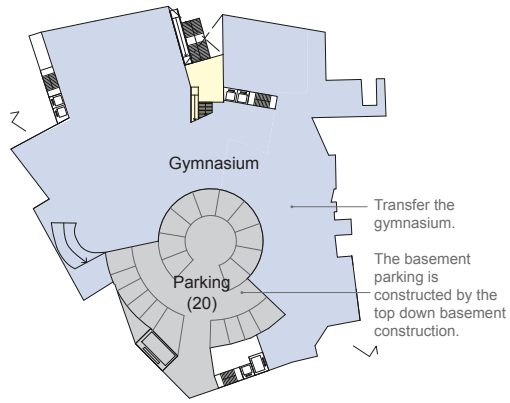 Gymnasium
Transfer the
gymnasium.
Parking
(20)
The basement
parking is
constructed by the
top down basement
construction.